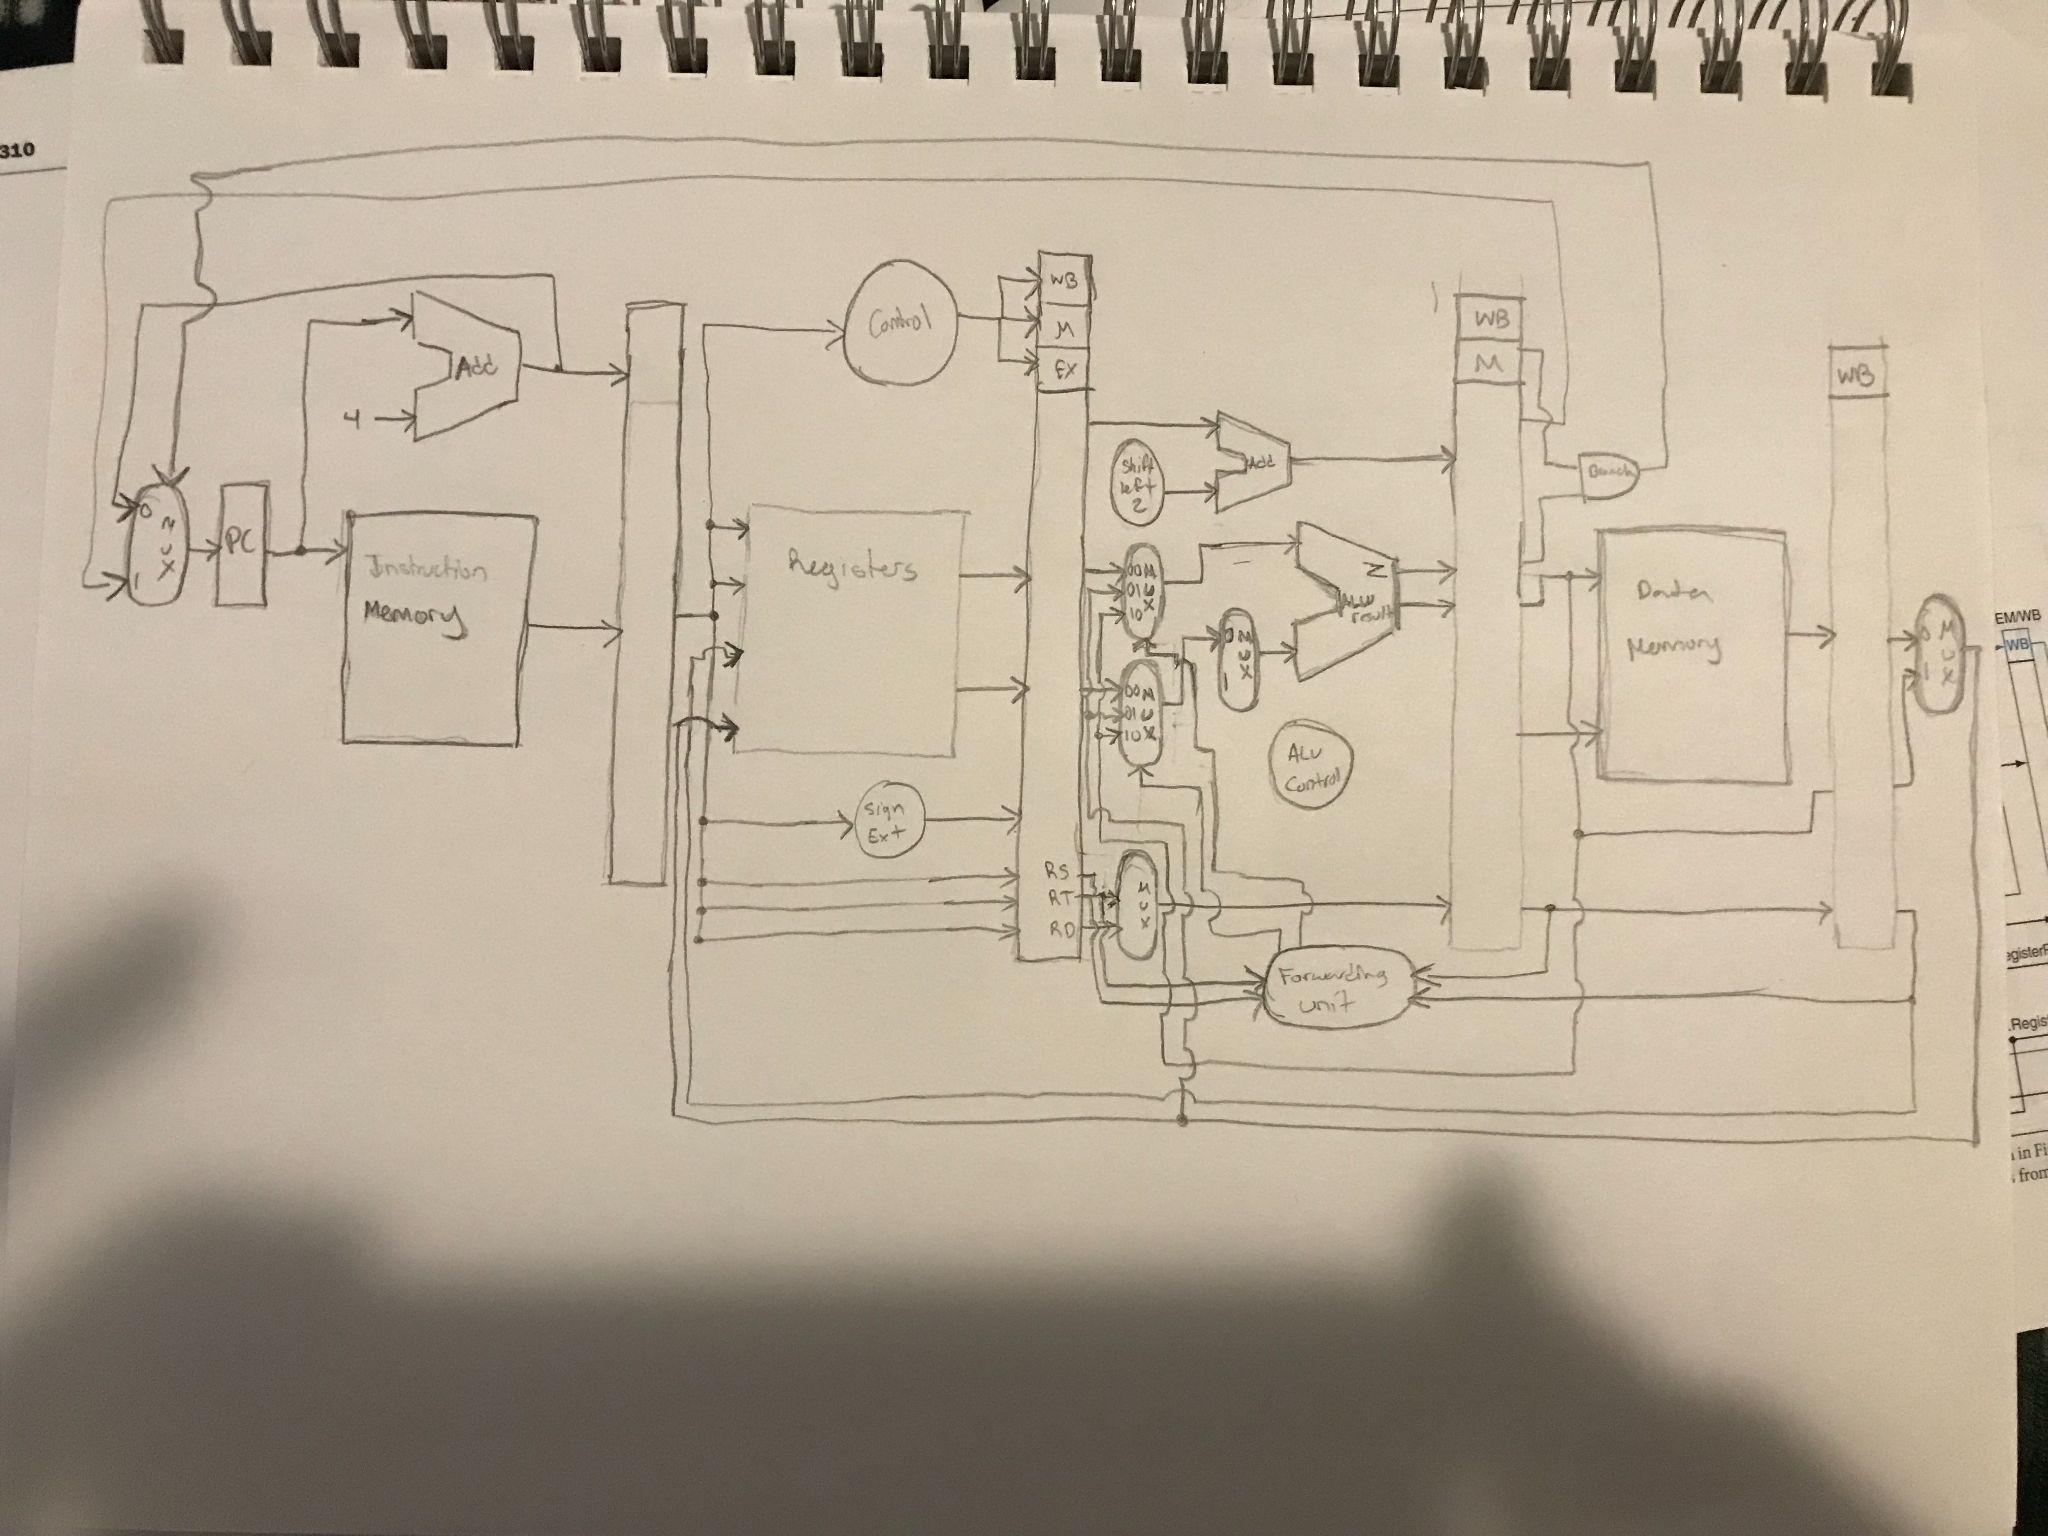 310
Control
WB
M
EX
WB
M
WB
Add
4
Shift
left
2
Add
Branch
0
MUX
1
PC
Instruction
Memory
Registers
00 M
01 U
10 X
00 M
01 U
10 X
0 M
U
1 X
Z
ALU
result
Data
Memory
0 M
U
1 X
EM/WB
WB
ALU
Control
Sign
Ext
RS
RT
RD
M
U
X
Forwarding
unit
.Regis
in Fi
from